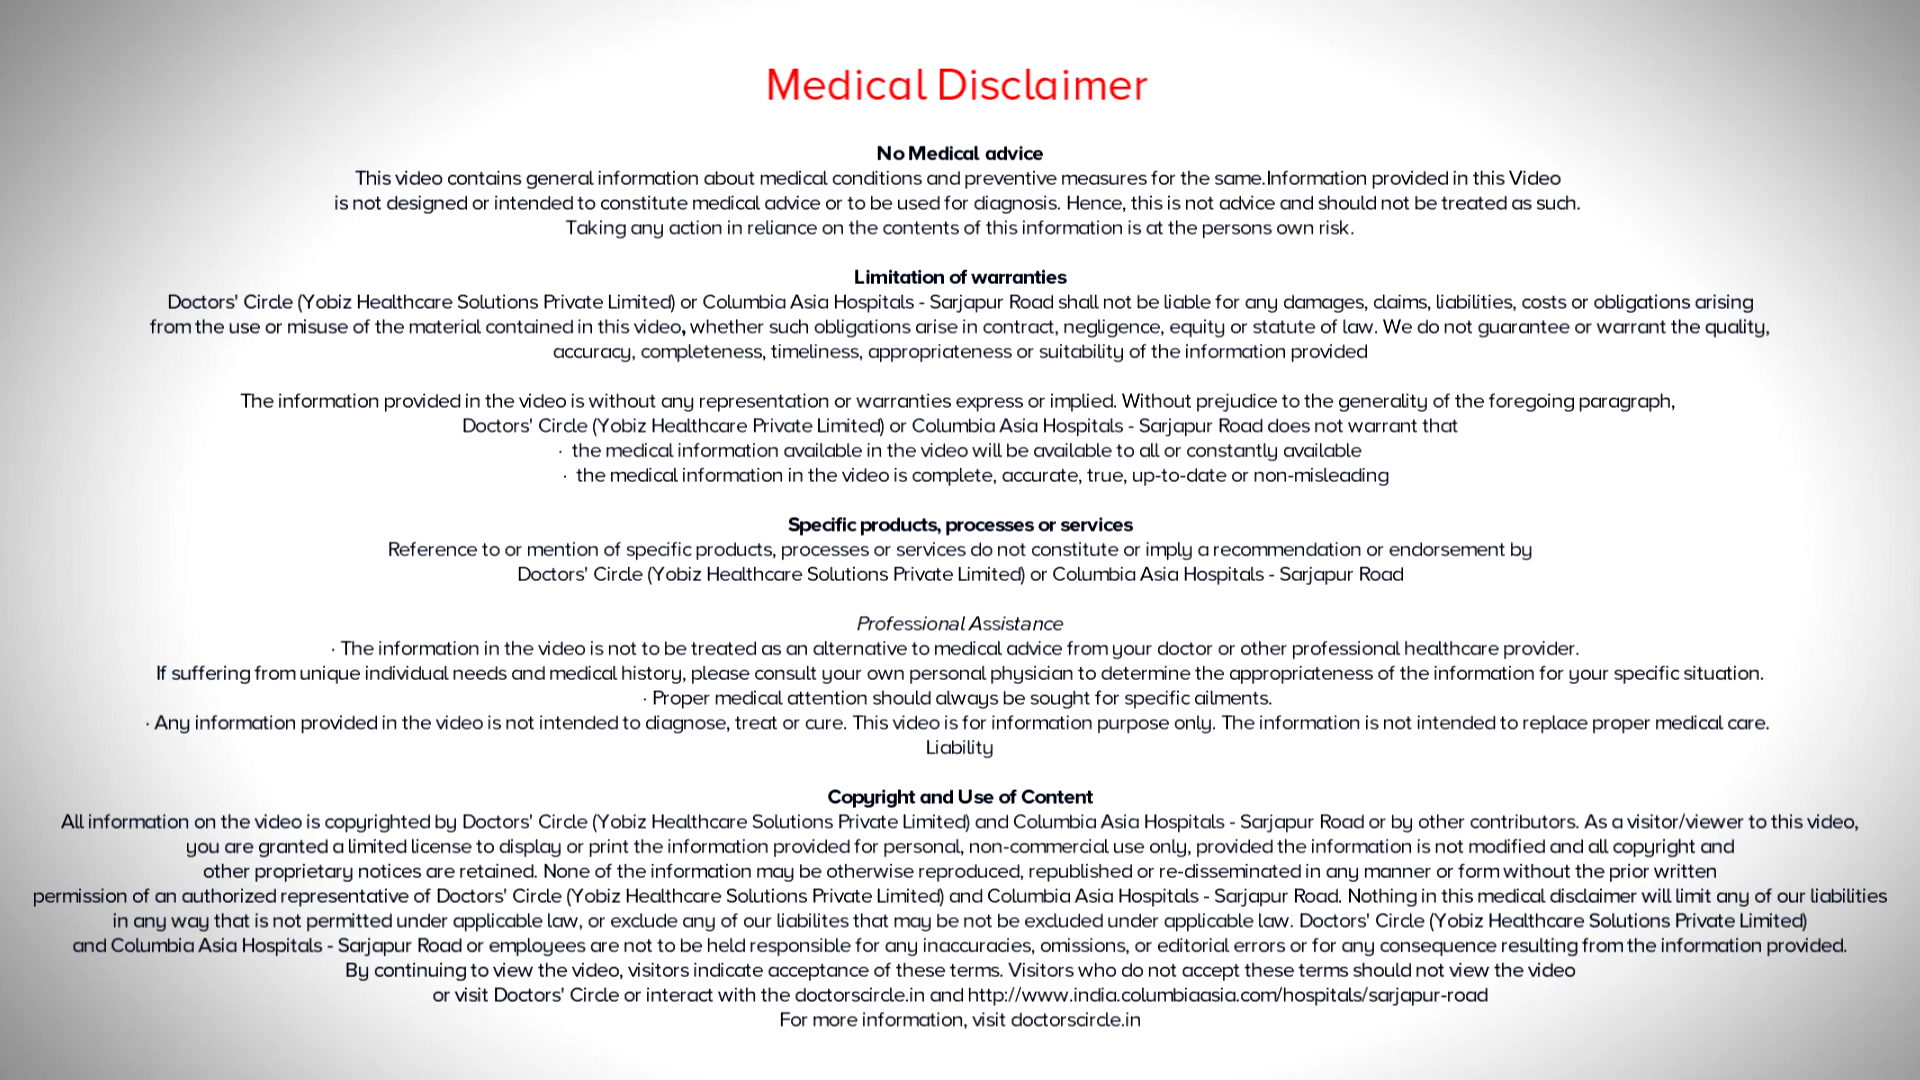 Medical Disclaimer
No Medical advice
This video contains general information about medical conditions and preventive measures for the same.Information provided in this Video
is not designed or intended to constitute medical advice or to be used for diagnosis. Hence, this is not advice and should not be treated as such.
Taking any action in reliance on the contents of this information is at the persons own risk.
Limitation of warranties
Doctors' Circle (Yobiz Healthcare Solutions Private Limited) or Columbia Asia Hospitals - Sarjapur Road shall not be liable for any damages, claims, liabilities, costs or obligations arising
from the use or misuse of the material contained in this video, whether such obligations arise in contract, negligence, equity or statute of law. We do not guarantee or warrant the quality,
accuracy, completeness, timeliness, appropriateness or suitability of the information provided
The information provided in the video is without any representation or warranties express or implied. Without prejudice to the generality of the foregoing paragraph,
Doctors' Circle (Yobiz Healthcare Private Limited) or Columbia Asia Hospitals - Sarjapur Road does not warrant that
· the medical information available in the video will be available to all or constantly available
· the medical information in the video is complete, accurate, true, up-to-date or non-misleading
Specific products, processes or services
Reference to or mention of specific products, processes or services do not constitute or imply a recommendation or endorsement by
Doctors' Circle (Yobiz Healthcare Solutions Private Limited) or Columbia Asia Hospitals - Sarjapur Road
Professional Assistance
· The information in the video is not to be treated as an alternative to medical advice from your doctor or other professional healthcare provider.
If suffering from unique individual needs and medical history, please consult your own personal physician to determine the appropriateness of the information for your specific situation.
· Proper medical attention should always be sought for specific ailments.
· Any information provided in the video is not intended to diagnose, treat or cure. This video is for information purpose only. The information is not intended to replace proper medical care.
Liability
Copyright and Use of Content
All information on the video is copyrighted by Doctors' Circle (Yobiz Healthcare Solutions Private Limited) and Columbia Asia Hospitals - Sarjapur Road or by other contributors. As a visitor/viewer to this video,
you are granted a limited license to display or print the information provided for personal, non-commercial use only, provided the information is not modified and all copyright and
other proprietary notices are retained. None of the information may be otherwise reproduced, republished or re-disseminated in any manner or form without the prior written
permission of an authorized representative of Doctors' Circle (Yobiz Healthcare Solutions Private Limited) and Columbia Asia Hospitals - Sarjapur Road. Nothing in this medical disclaimer will limit any of our liabilities
in any way that is not permitted under applicable law, or exclude any of our liabilites that may be not be excluded under applicable law. Doctors' Circle (Yobiz Healthcare Solutions Private Limited)
and Columbia Asia Hospitals - Sarjapur Road or employees are not to be held responsible for any inaccuracies, omissions, or editorial errors or for any consequence resulting from the information provided.
By continuing to view the video, visitors indicate acceptance of these terms. Visitors who do not accept these terms should not view the video
or visit Doctors' Circle or interact with the doctorscircle.in and http://www.india.columbiaasia.com/hospitals/sarjapur-road
For more information, visit doctorscircle.in